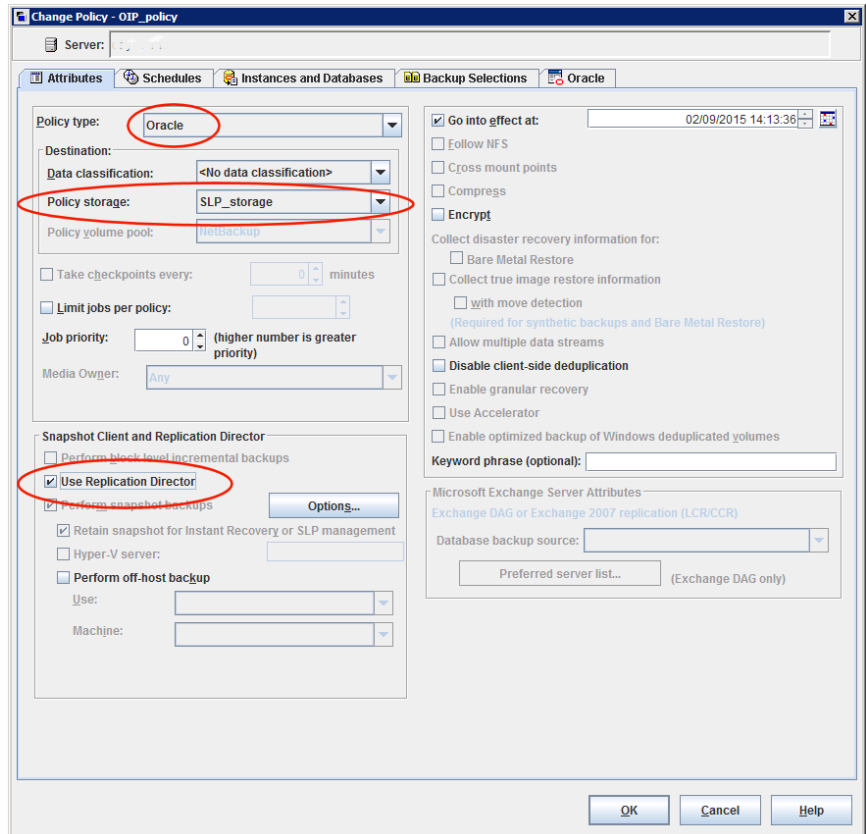 Change Policy - OIP_policy
Server:
Attributes Schedules Instances and Databases Backup Selections Oracle
Policy type: Oracle
Destination:
Data classification: <No data classification>
Policy storage: SLP_storage
Policy volume pool: NetBackup
Take checkpoints every: 0 minutes
Limit jobs per policy:
Job priority: 0 (higher number is greater
priority)
Media Owner: Any
Snapshot Client and Replication Director
Perform block level incremental backups
Use Replication Director
Perform snapshot backups Options...
Retain snapshot for Instant Recovery or SLP management
Hyper-V server:
Perform off-host backup
Use:
Machine:
Go into effect at: 02/09/2015 14:13:36
Follow NFS
Cross mount points
Compress
Encrypt
Collect disaster recovery information for:
Bare Metal Restore
Collect true image restore information
with move detection
(Required for synthetic backups and Bare Metal Restore)
Allow multiple data streams
Disable client-side deduplication
Enable granular recovery
Use Accelerator
Enable optimized backup of Windows deduplicated volumes
Keyword phrase (optional):
Microsoft Exchange Server Attributes
Exchange DAG or Exchange 2007 replication (LCR/CCR)
Database backup source:
Preferred server list... (Exchange DAG only)
OK Cancel Help